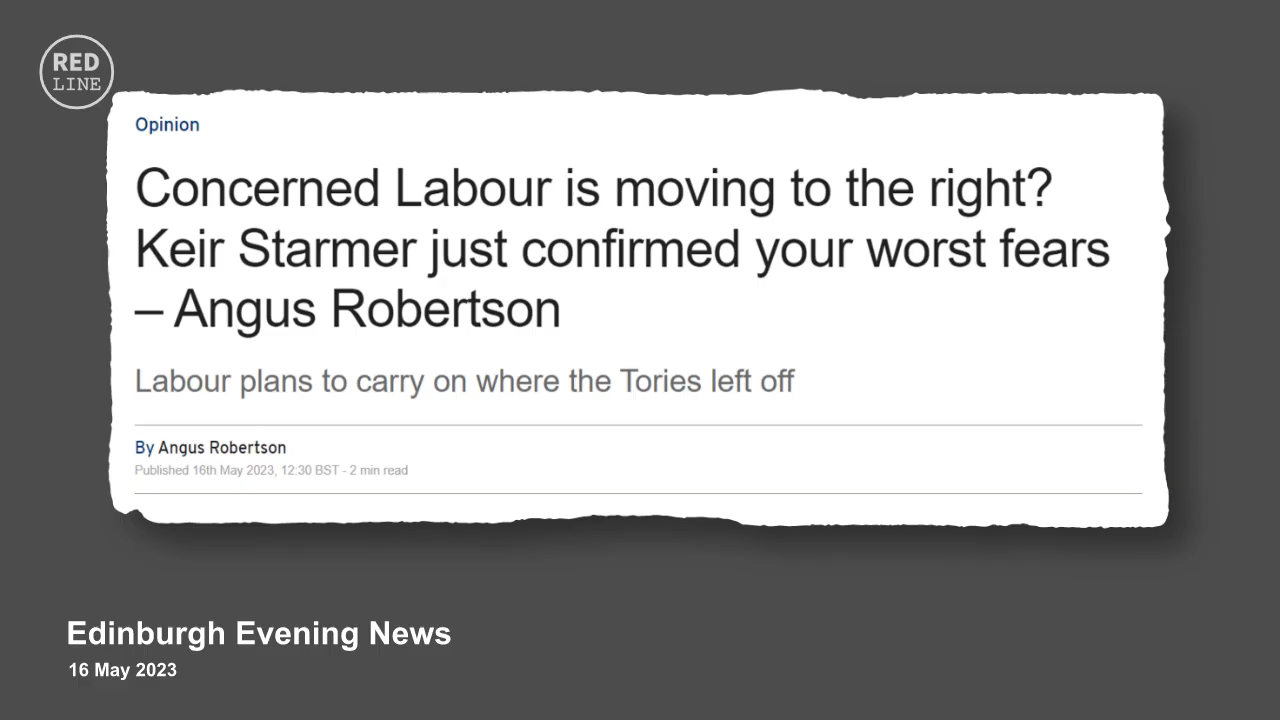 RED
LINE
Opinion
Concerned Labour is moving to the right?
Keir Starmer just confirmed your worst fears
– Angus Robertson
Labour plans to carry on where the Tories left off
By Angus Robertson
Published 16th May 2023, 12:30 BST - 2 min read
Edinburgh Evening News
16 May 2023